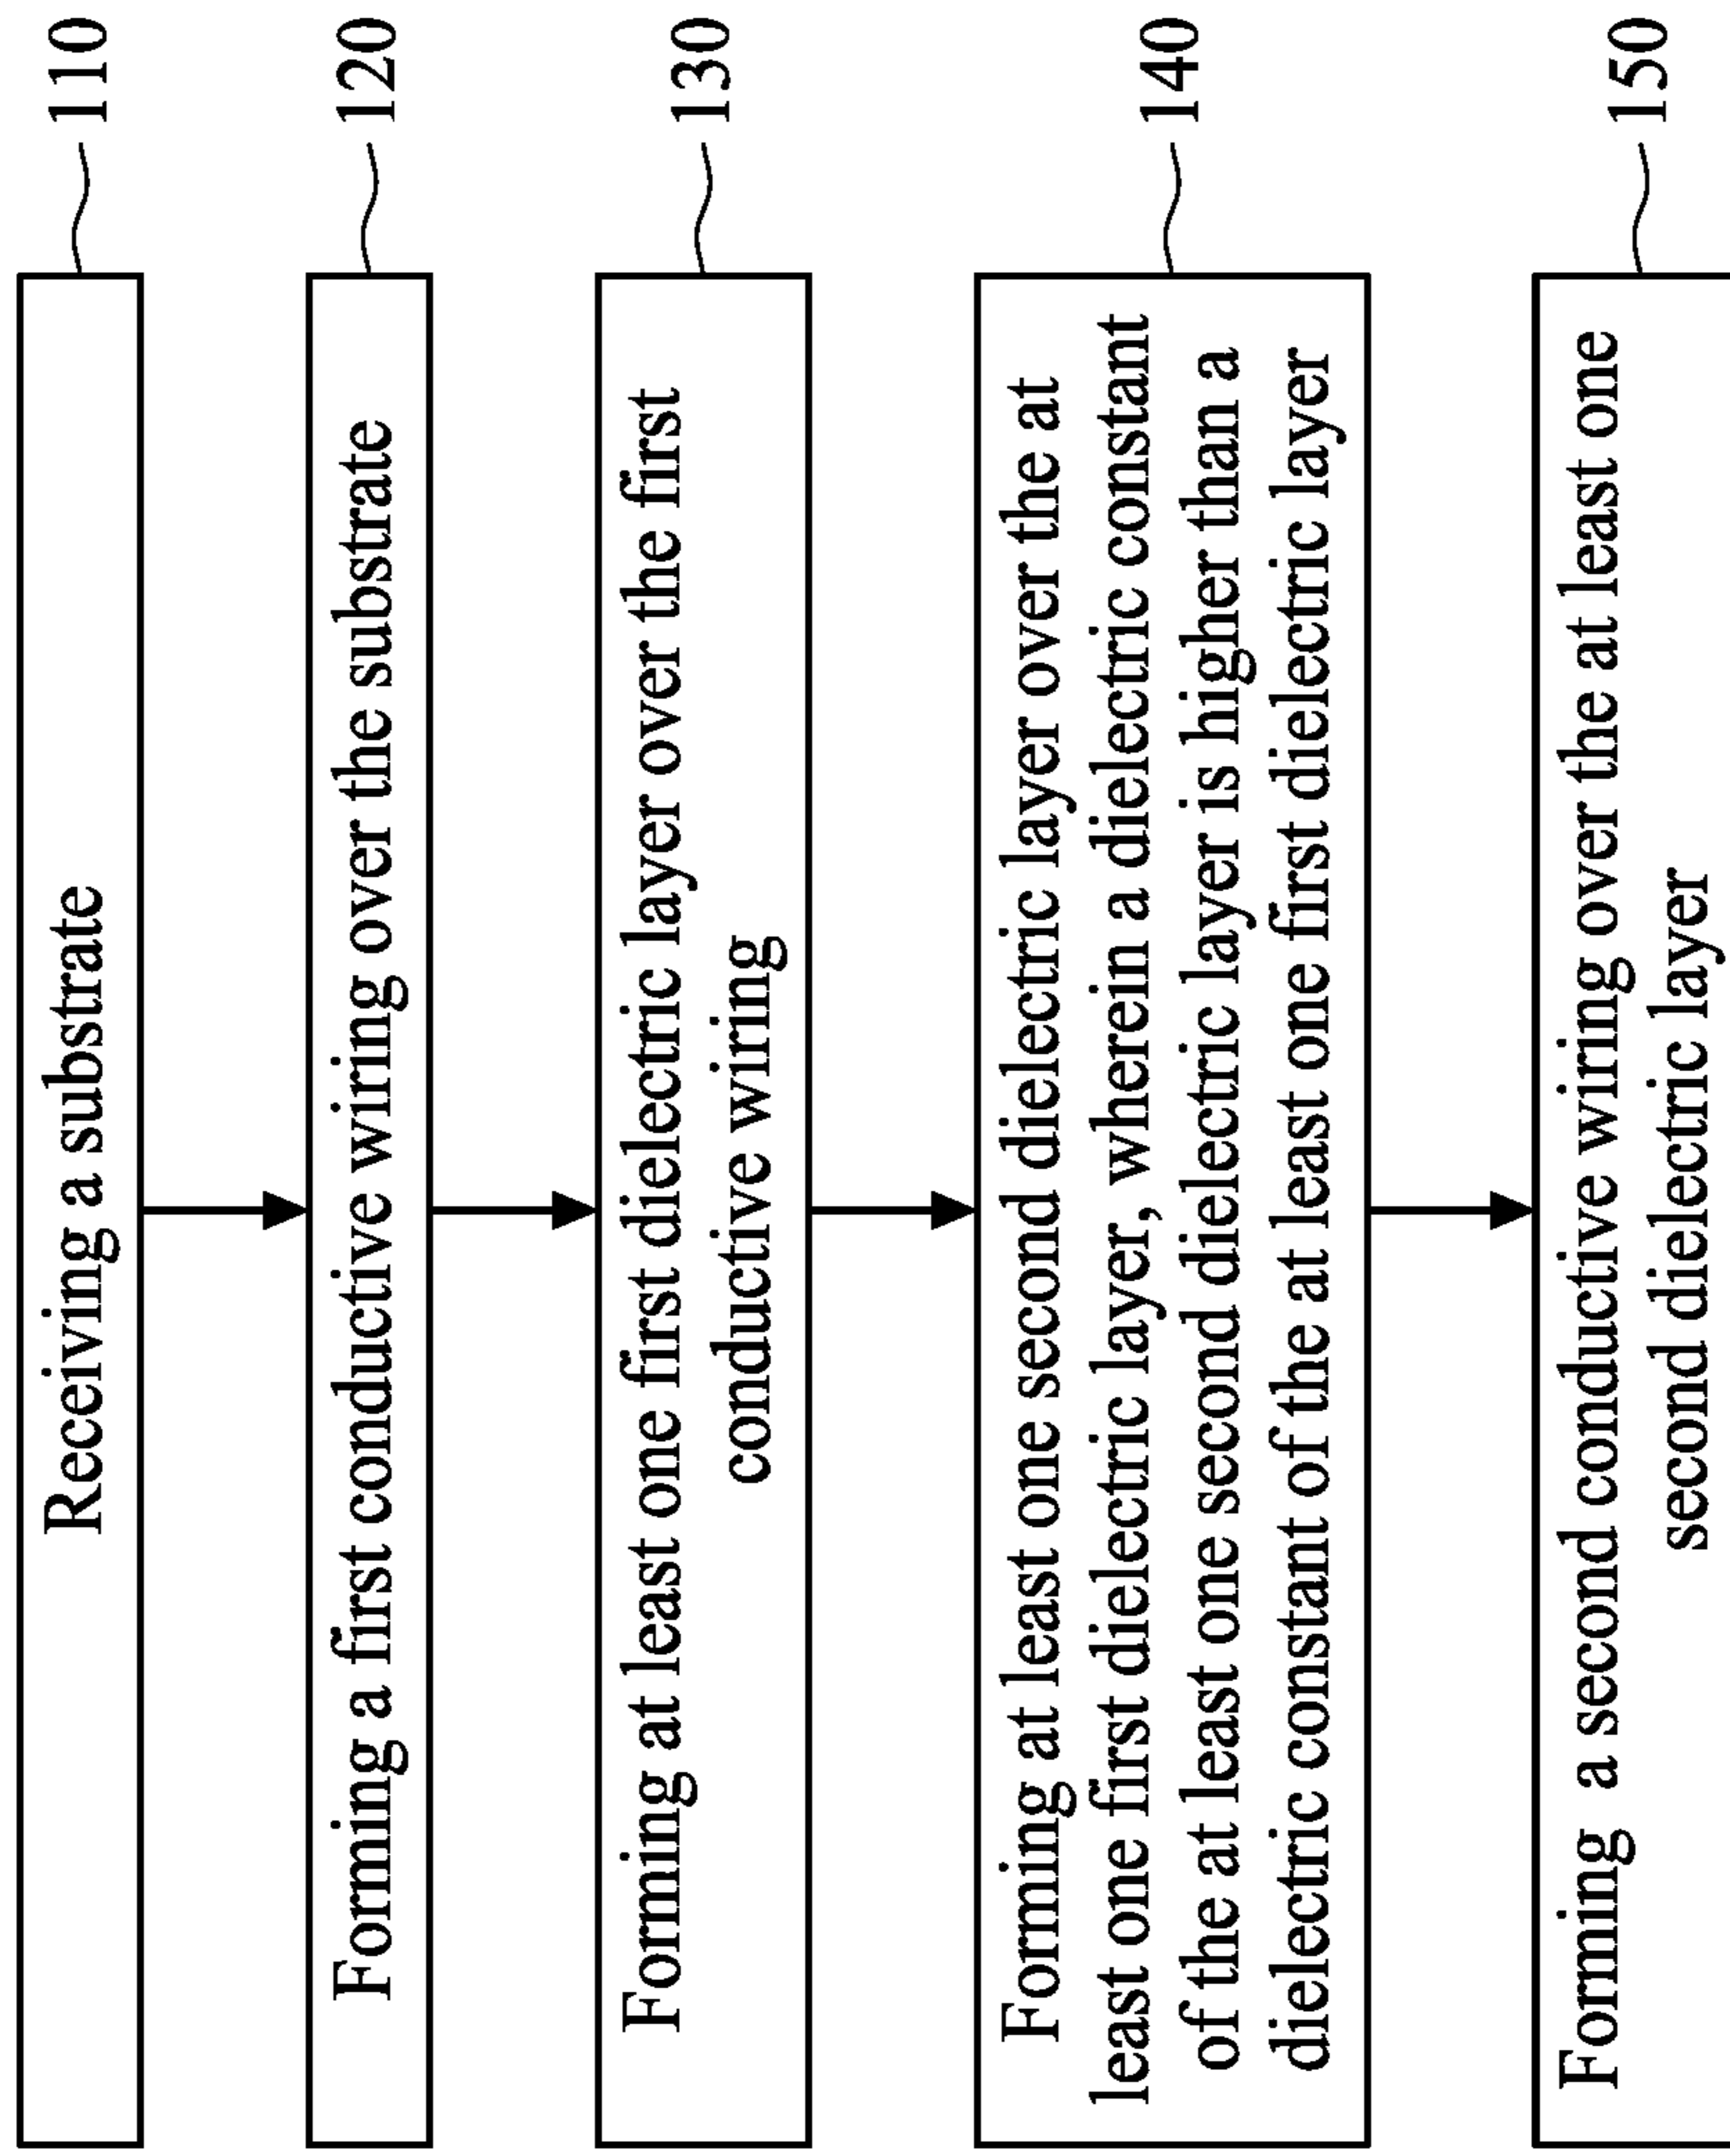 Receiving a substrate
110
Forming a first conductive wiring over the substrate
120
Forming at least one first dielectric layer over the first
conductive wiring
130
Forming at least one second dielectric layer over the at
least one first dielectric layer, wherein a dielectric constant
of the at least one second dielectric layer is higher than a
dielectric constant of the at least one first dielectric layer
140
Forming a second conductive wiring over the at least one
second dielectric layer
150